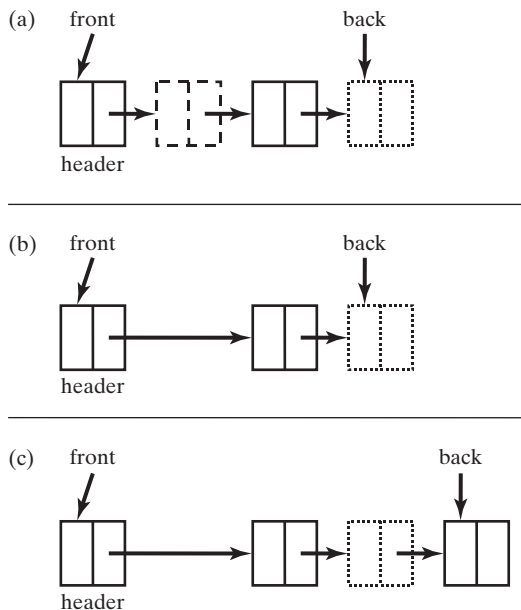 (a) front back
header
(b) front back
header
(c) front back
header